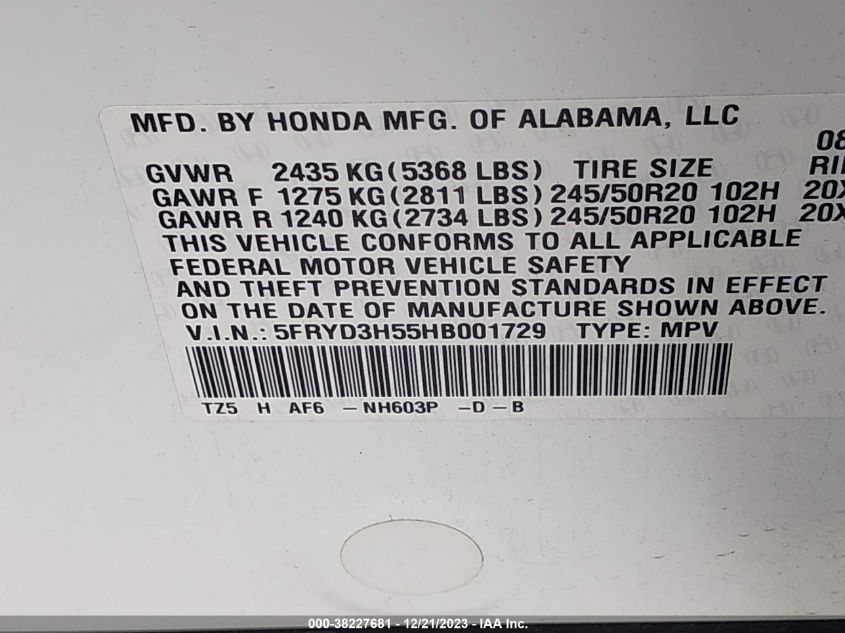 MFD. BY HONDA MFG. OF ALABAMA, LLC
08
GVWR 2435 KG (5368 LBS) TIRE SIZE
GAWR F 1275 KG (2811 LBS) 245/50R20 102H 20X
GAWR R 1240 KG (2734 LBS) 245/50R20 102H 20X
THIS VEHICLE CONFORMS TO ALL APPLICABLE
FEDERAL MOTOR VEHICLE SAFETY
AND THEFT PREVENTION STANDARDS IN EFFECT
ON THE DATE OF MANUFACTURE SHOWN ABOVE.
V.I.N.: 5FRYD3H55HB001729 TYPE: MPV
TZ5 H AF6 - NH603P - D - B
000-38227681 - 12/21/2023 - IAA Inc.